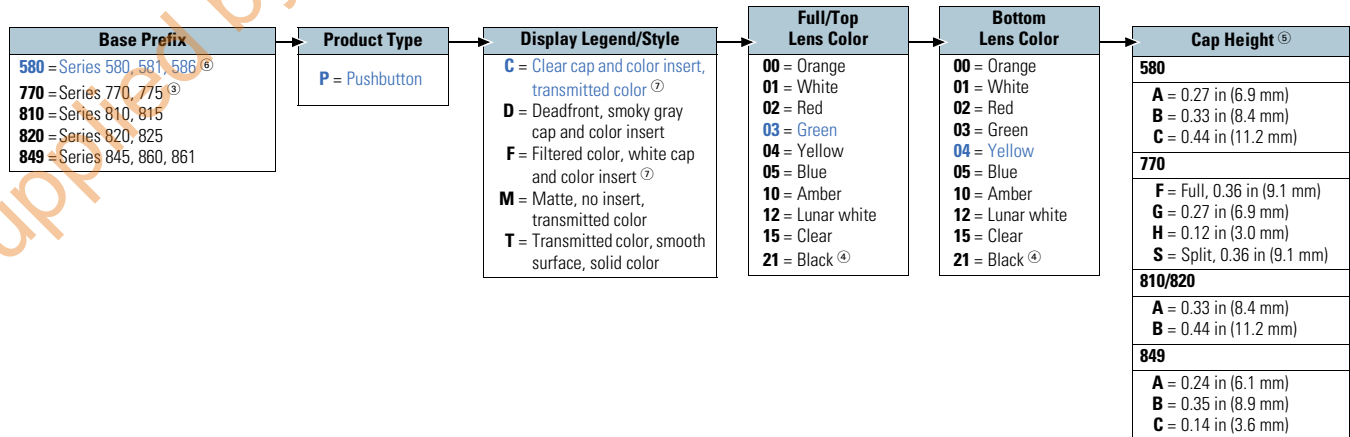 Supplied by
Base Prefix
580 = Series 580, 581, 586 ⑥
770 = Series 770, 775 ③
810 = Series 810, 815
820 = Series 820, 825
849 = Series 845, 860, 861
Product Type
P = Pushbutton
Display Legend/Style
C = Clear cap and color insert,
transmitted color ⑦
D = Deadfront, smoky gray
cap and color insert
F = Filtered color, white cap
and color insert ⑦
M = Matte, no insert,
transmitted color
T = Transmitted color, smooth
surface, solid color
Full/Top
Lens Color
00 = Orange
01 = White
02 = Red
03 = Green
04 = Yellow
05 = Blue
10 = Amber
12 = Lunar white
15 = Clear
21 = Black ④
Bottom
Lens Color
00 = Orange
01 = White
02 = Red
03 = Green
04 = Yellow
05 = Blue
10 = Amber
12 = Lunar white
15 = Clear
21 = Black ④
Cap Height ⑤
580
A = 0.27 in (6.9 mm)
B = 0.33 in (8.4 mm)
C = 0.44 in (11.2 mm)
770
F = Full, 0.36 in (9.1 mm)
G = 0.27 in (6.9 mm)
H = 0.12 in (3.0 mm)
S = Split, 0.36 in (9.1 mm)
810/820
A = 0.33 in (8.4 mm)
B = 0.44 in (11.2 mm)
849
A = 0.24 in (6.1 mm)
B = 0.35 in (8.9 mm)
C = 0.14 in (3.6 mm)